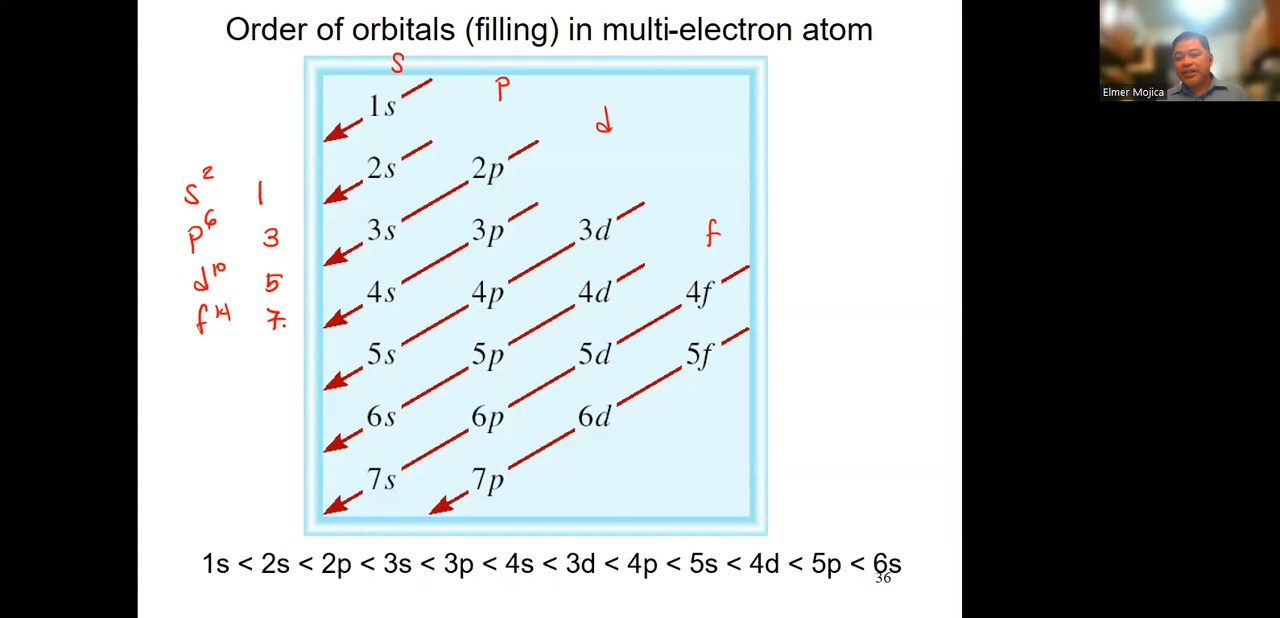 Order of orbitals (filling) in multi-electron atom
Elmer Mojica
s
p
d
f
s² 1
p⁶ 3
d¹⁰ 5
f¹⁴ 7.
1s
2s 2p
3s 3p 3d
4s 4p 4d 4f
5s 5p 5d 5f
6s 6p 6d
7s 7p
1s < 2s < 2p < 3s < 3p < 4s < 3d < 4p < 5s < 4d < 5p < 6s
36